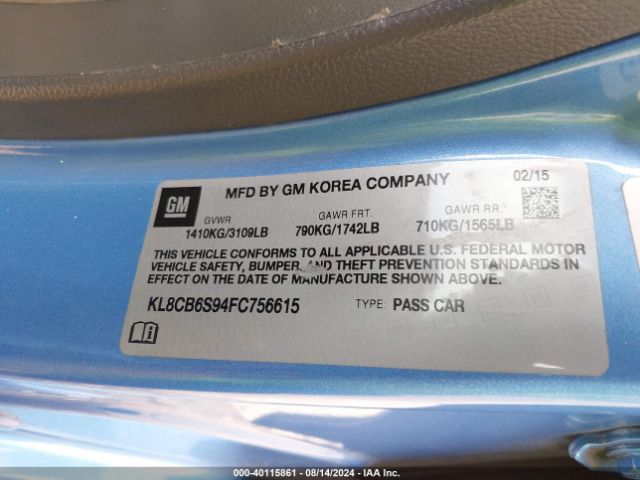 GM
MFD BY GM KOREA COMPANY
02/15
GVWR
GAWR FRT.
GAWR RR.
1410KG/3109LB
790KG/1742LB
710KG/1565LB
THIS VEHICLE CONFORMS TO ALL APPLICABLE U.S. FEDERAL MOTOR
VEHICLE SAFETY, BUMPER, AND THEFT PREVENTION STANDARDS IN
EFFECT ON THE DATE OF MANUFACTURE SHOWN ABOVE.
KL8CB6S94FC756615
TYPE: PASS CAR
000-40115861 - 08/14/2024 - IAA Inc.